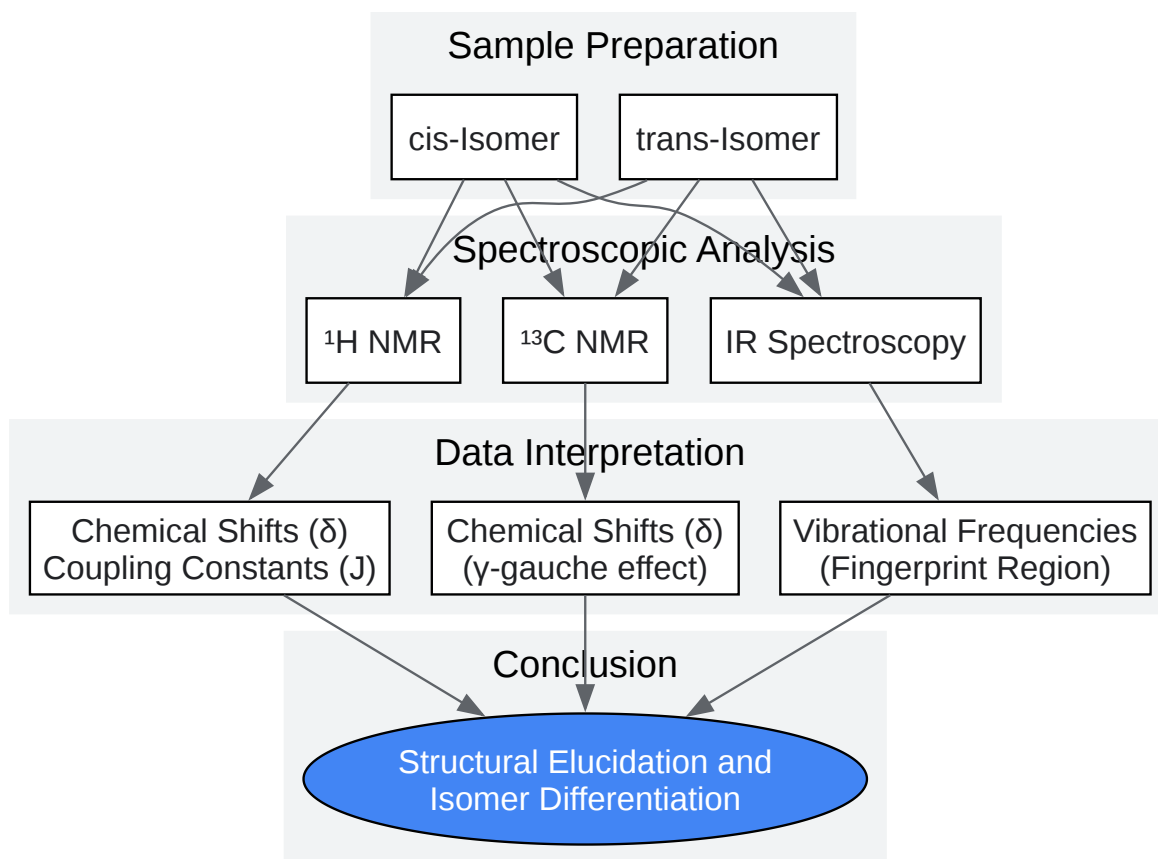 Sample Preparation
cis-Isomer
trans-Isomer
Spectroscopic Analysis
¹H NMR
¹³C NMR
IR Spectroscopy
Data Interpretation
Chemical Shifts (δ)
Coupling Constants (J)
Chemical Shifts (δ)
(γ-gauche effect)
Vibrational Frequencies
(Fingerprint Region)
Conclusion
Structural Elucidation and
Isomer Differentiation